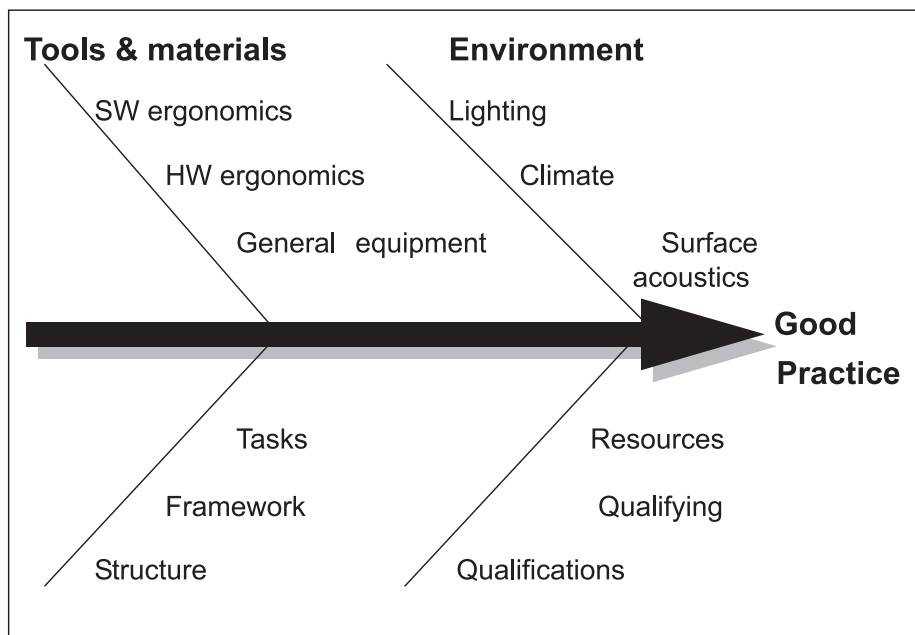 Tools & materials
Environment
SW ergonomics
Lighting
HW ergonomics
Climate
General equipment
Surface
acoustics
Good
Practice
Tasks
Resources
Framework
Qualifying
Structure
Qualifications